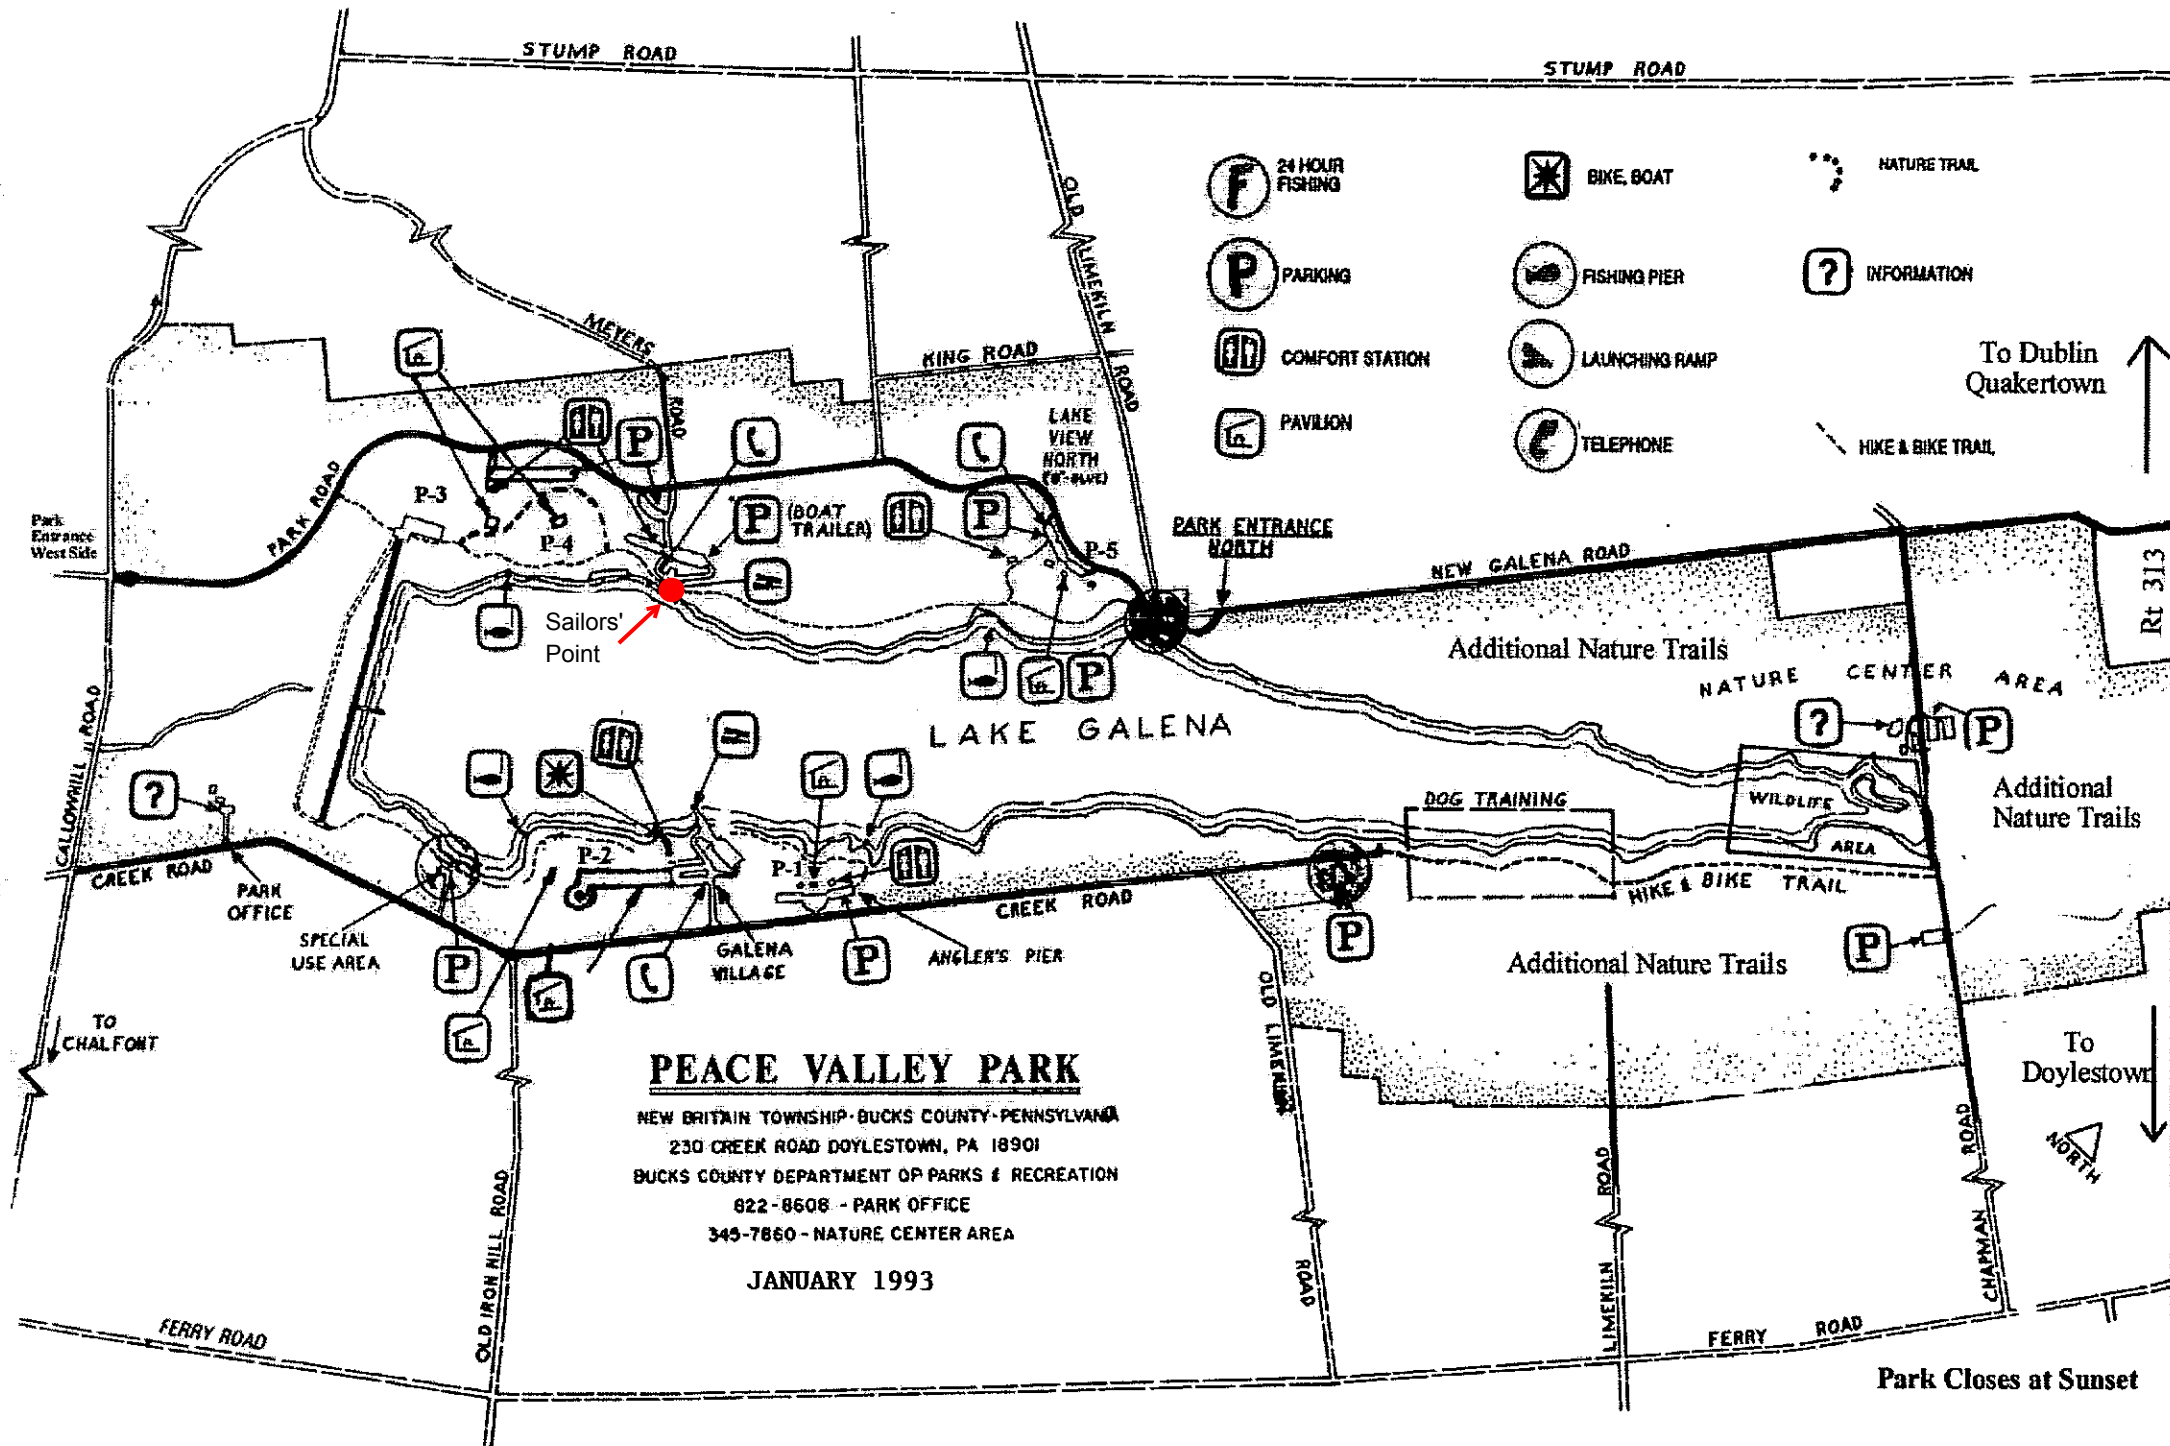 STUMP ROAD
STUMP ROAD
24 HOUR
FISHING
BIKE, BOAT
NATURE TRAIL
PARKING
FISHING PIER
?
INFORMATION
COMFORT STATION
LAUNCHING RAMP
PAVILION
TELEPHONE
HIKE & BIKE TRAIL
P
OLD LIMEKILN ROAD
To Dublin
Quakertown
MEYERS ROAD
KING ROAD
LAKE
VIEW
NORTH
P
P-3
PARK ROAD
Park
Entrance
West Side
P
(BOAT
TRAILER)
P
P-4
P-5
PARK ENTRANCE
NORTH
NEW GALENA ROAD
Rt 313
Sailors'
Point
P
Additional Nature Trails
NATURE CENTER AREA
LAKE GALENA
?
P
CALLOWHILL ROAD
?
DOG TRAINING
WILDLIFE
AREA
Additional
Nature Trails
CREEK ROAD
PARK
OFFICE
P-2
P-1
HIKE & BIKE TRAIL
CREEK ROAD
SPECIAL
USE AREA
P
GALENA
VILLAGE
P
ANGLER'S PIER
P
P
Additional Nature Trails
TO
CHALFONT
OLD LIMEKILN ROAD
To
Doylestown
NORTH
PEACE VALLEY PARK
NEW BRITAIN TOWNSHIP-BUCKS COUNTY-PENNSYLVANIA
230 CREEK ROAD DOYLESTOWN, PA 18901
BUCKS COUNTY DEPARTMENT OF PARKS & RECREATION
822-8608 - PARK OFFICE
345-7860 - NATURE CENTER AREA
JANUARY 1993
OLD IRON HILL ROAD
LIMEKILN ROAD
CHAPMAN ROAD
FERRY ROAD
FERRY ROAD
Park Closes at Sunset